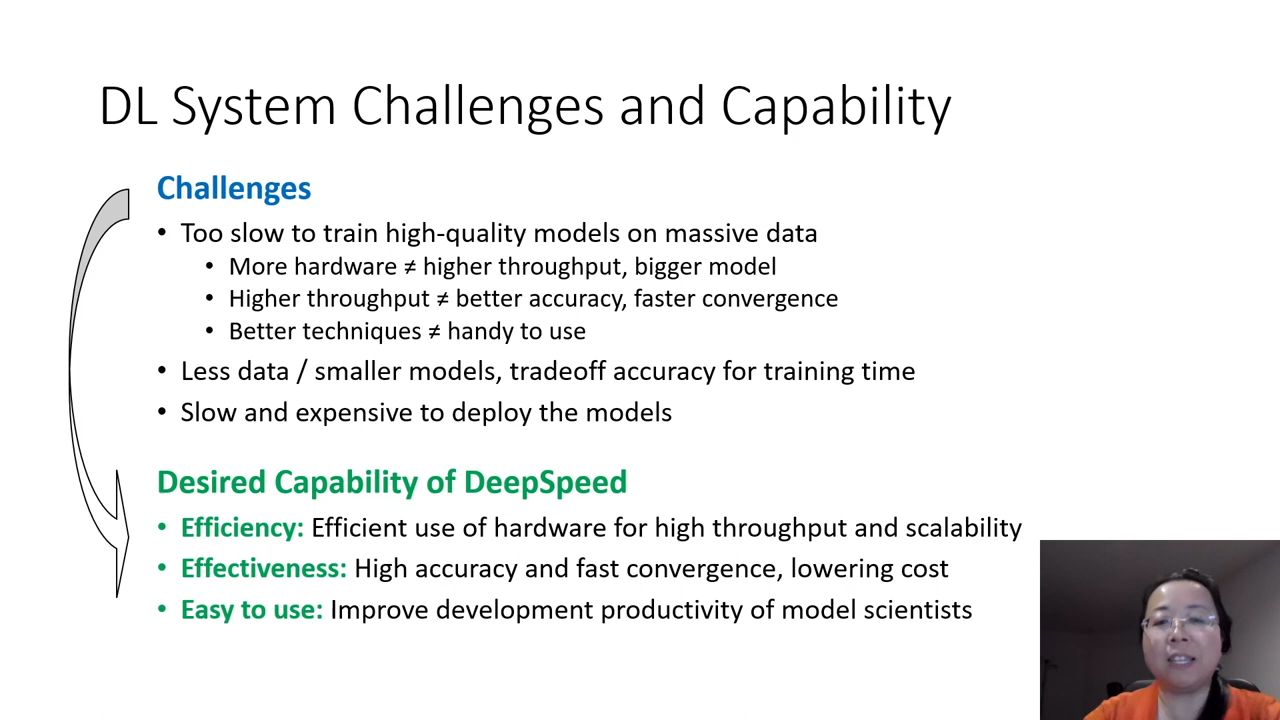 DL System Challenges and Capability
Challenges
• Too slow to train high-quality models on massive data
• More hardware ≠ higher throughput, bigger model
• Higher throughput ≠ better accuracy, faster convergence
• Better techniques ≠ handy to use
• Less data / smaller models, tradeoff accuracy for training time
• Slow and expensive to deploy the models
Desired Capability of DeepSpeed
• Efficiency: Efficient use of hardware for high throughput and scalability
• Effectiveness: High accuracy and fast convergence, lowering cost
• Easy to use: Improve development productivity of model scientists